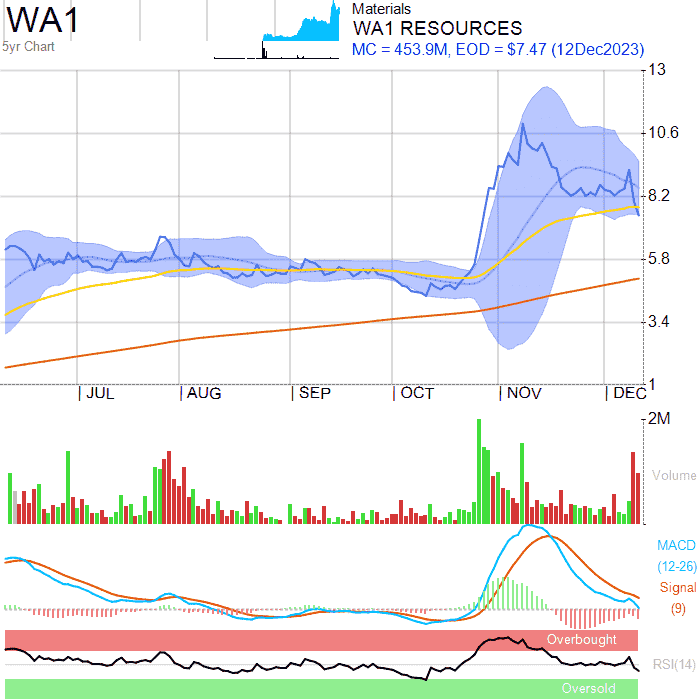 WA1
5yr Chart
Materials
WA1 RESOURCES
MC = 453.9M, EOD = $7.47 (12Dec2023)
13
10.6
8.2
5.8
3.4
1
JUL AUG SEP OCT NOV DEC
2M
Volume
MACD
(12-26)
Signal
(9)
Overbought
RSI(14)
Oversold